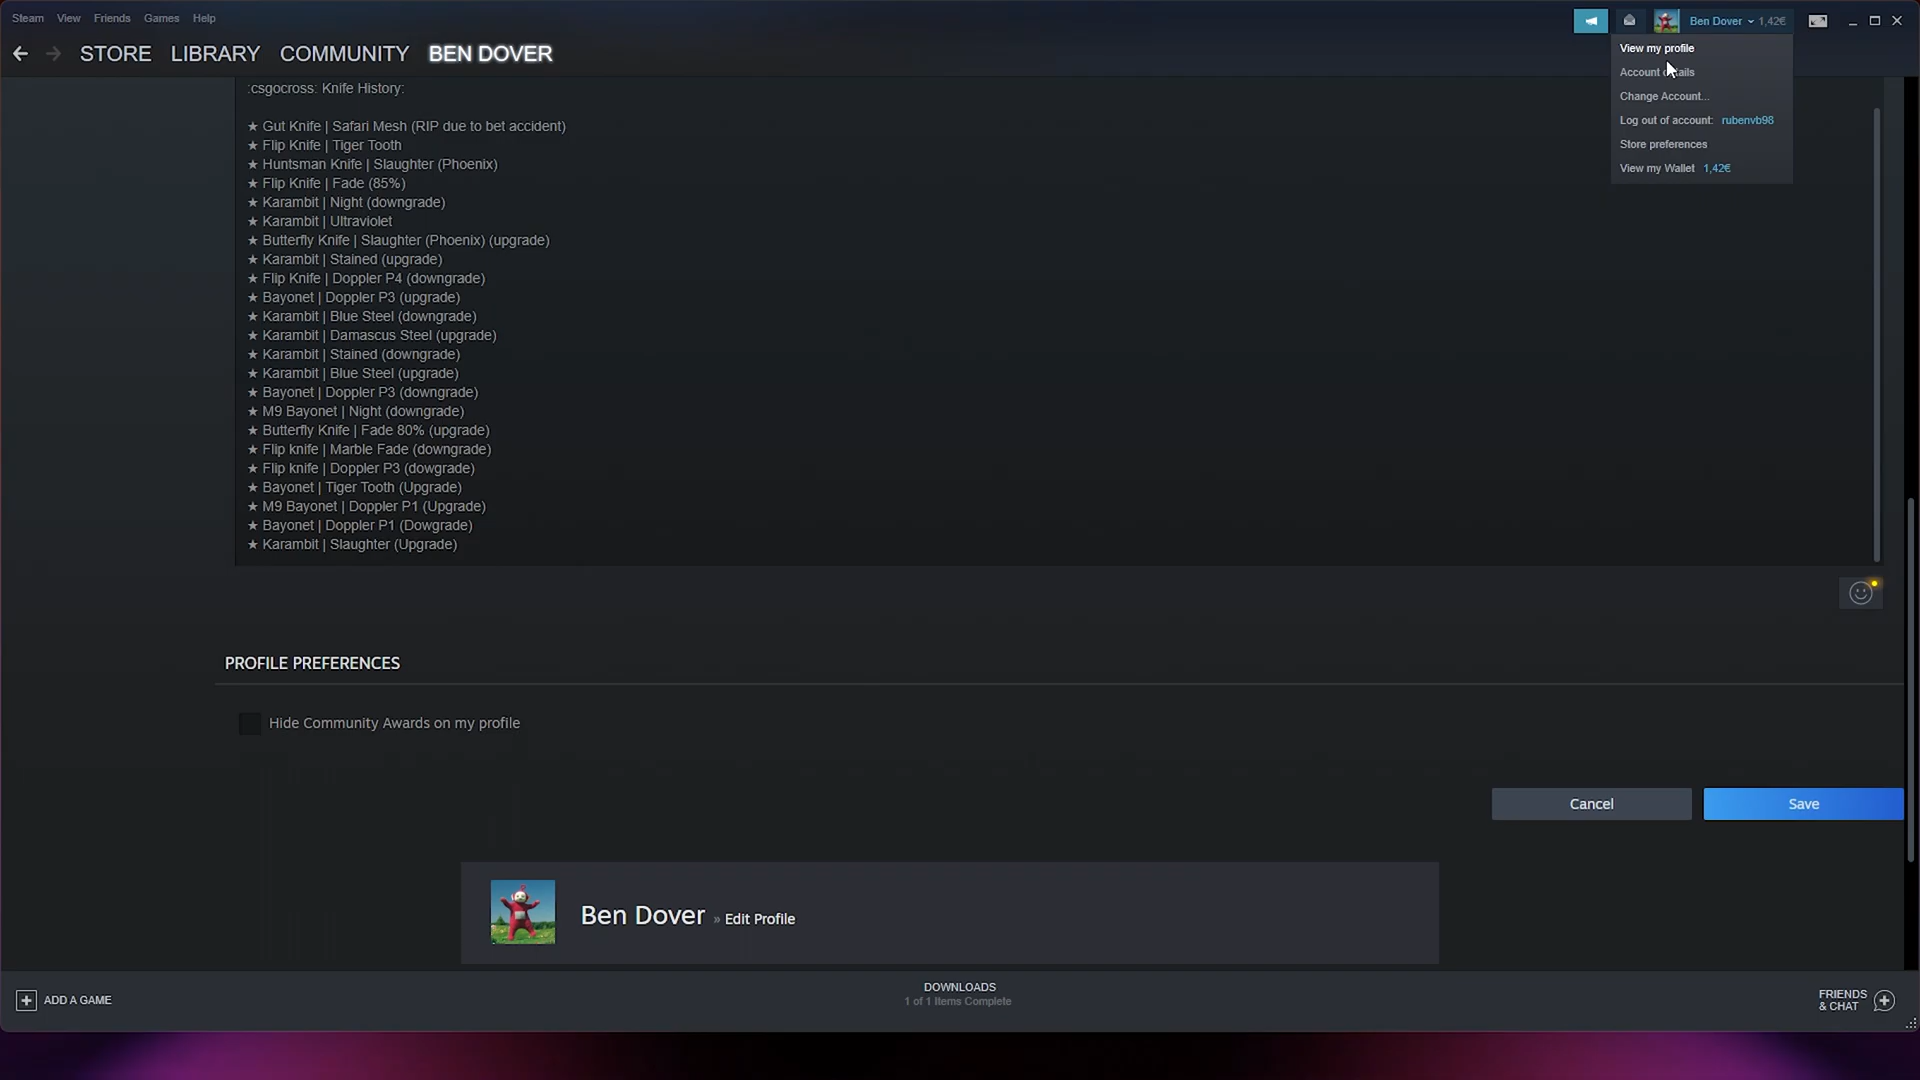 Steam View Friends Games Help
Ben Dover 1,42€
STORE LIBRARY COMMUNITY BEN DOVER
View my profile
Account details
Change Account...
Log out of account: rubenvb98
Store preferences
View my Wallet 1,42€
:csgocross: Knife History:
★ Gut Knife | Safari Mesh (RIP due to bet accident)
★ Flip Knife | Tiger Tooth
★ Huntsman Knife | Slaughter (Phoenix)
★ Flip Knife | Fade (85%)
★ Karambit | Night (downgrade)
★ Karambit | Ultraviolet
★ Butterfly Knife | Slaughter (Phoenix) (upgrade)
★ Karambit | Stained (upgrade)
★ Flip Knife | Doppler P4 (downgrade)
★ Bayonet | Doppler P3 (upgrade)
★ Karambit | Blue Steel (downgrade)
★ Karambit | Damascus Steel (upgrade)
★ Karambit | Stained (downgrade)
★ Karambit | Blue Steel (upgrade)
★ Bayonet | Doppler P3 (downgrade)
★ M9 Bayonet | Night (downgrade)
★ Butterfly Knife | Fade 80% (upgrade)
★ Flip knife | Marble Fade (downgrade)
★ Flip knife | Doppler P3 (dowgrade)
★ Bayonet | Tiger Tooth (Upgrade)
★ M9 Bayonet | Doppler P1 (Upgrade)
★ Bayonet | Doppler P1 (Dowgrade)
★ Karambit | Slaughter (Upgrade)
PROFILE PREFERENCES
Hide Community Awards on my profile
Cancel Save
Ben Dover » Edit Profile
ADD A GAME
DOWNLOADS
1 of 1 Items Complete
FRIENDS
& CHAT